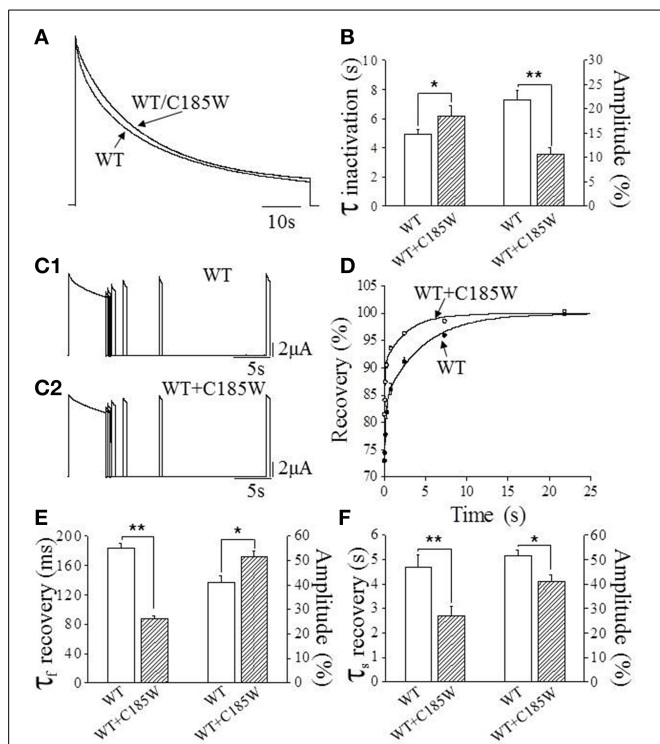 A
WT/C185W
WT
10s
B
τ inactivation (s)
10
8
6
4
2
0
*
**
30
25
20
15
10
5
0
Amplitude (%)
WT
WT+C185W
WT
WT+C185W
C1
WT
2μA
5s
C2
WT+C185W
2μA
5s
D
Recovery (%)
105
100
95
90
85
80
75
70
WT+C185W
WT
0
5
10
15
20
25
Time (s)
E
τf recovery (ms)
200
160
120
80
40
0
**
*
60
50
40
30
20
10
0
Amplitude (%)
WT
WT+C185W
WT
WT+C185W
F
τs recovery (s)
6
5
4
3
2
1
0
**
*
60
50
40
30
20
10
0
Amplitude (%)
WT
WT+C185W
WT
WT+C185W